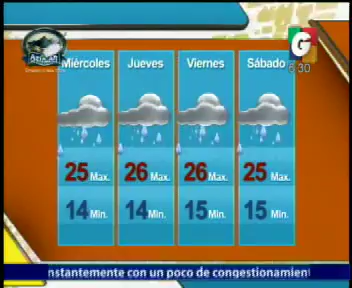 Miércoles
Jueves
Viernes
Sábado
G
6:30
25 Max.
26 Max.
26 Max.
25 Max.
14 Min.
14 Min.
15 Min.
15 Min.
nstantemente con un poco de congestionamien